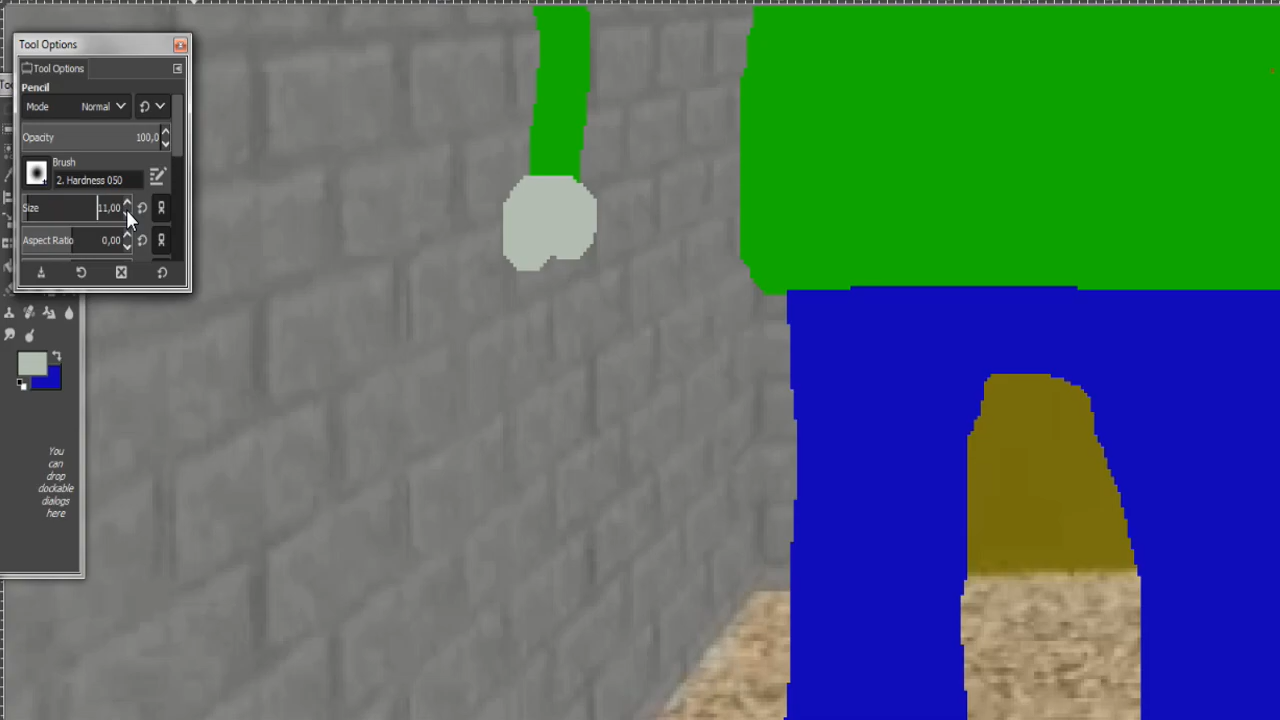 Tool Options
Tool Options
To
Pencil
Mode Normal
Opacity 100,0
Brush
2. Hardness 050
Size 11,00
Aspect Ratio 0,00
You
can
drop
dockable
dialogs
here